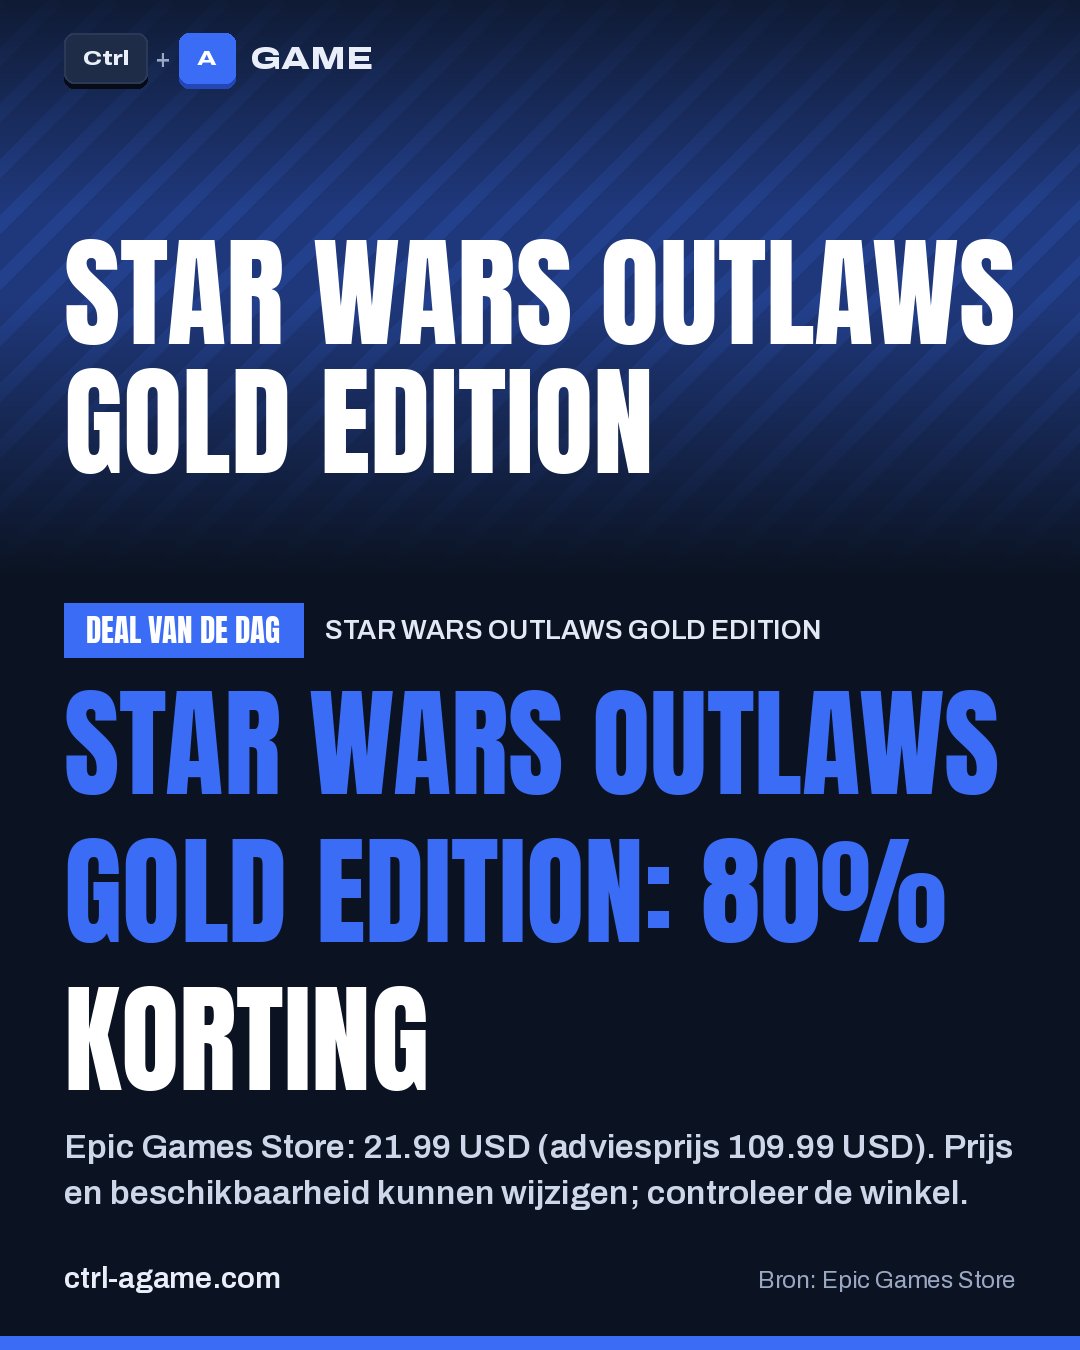 Ctrl + A GAME
STAR WARS OUTLAWS
GOLD EDITION
DEAL VAN DE DAG STAR WARS OUTLAWS GOLD EDITION
STAR WARS OUTLAWS
GOLD EDITION: 80%
KORTING
Epic Games Store: 21.99 USD (adviesprijs 109.99 USD). Prijs
en beschikbaarheid kunnen wijzigen; controleer de winkel.
ctrl-agame.com Bron: Epic Games Store